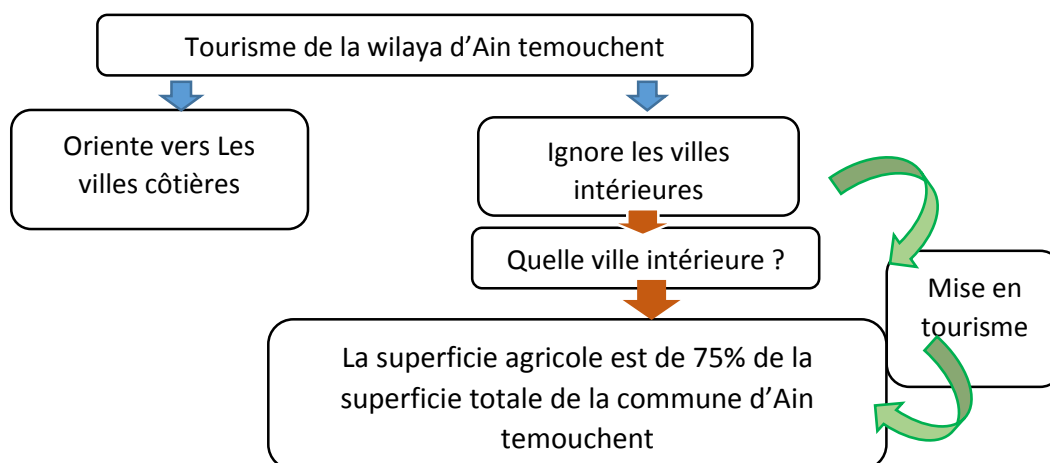 Tourisme de la wilaya d’Ain temouchent
Oriente vers Les
villes côtières
Ignore les villes
intérieures
Quelle ville intérieure ?
Mise en
tourisme
La superficie agricole est de 75% de la
superficie totale de la commune d’Ain
temouchent